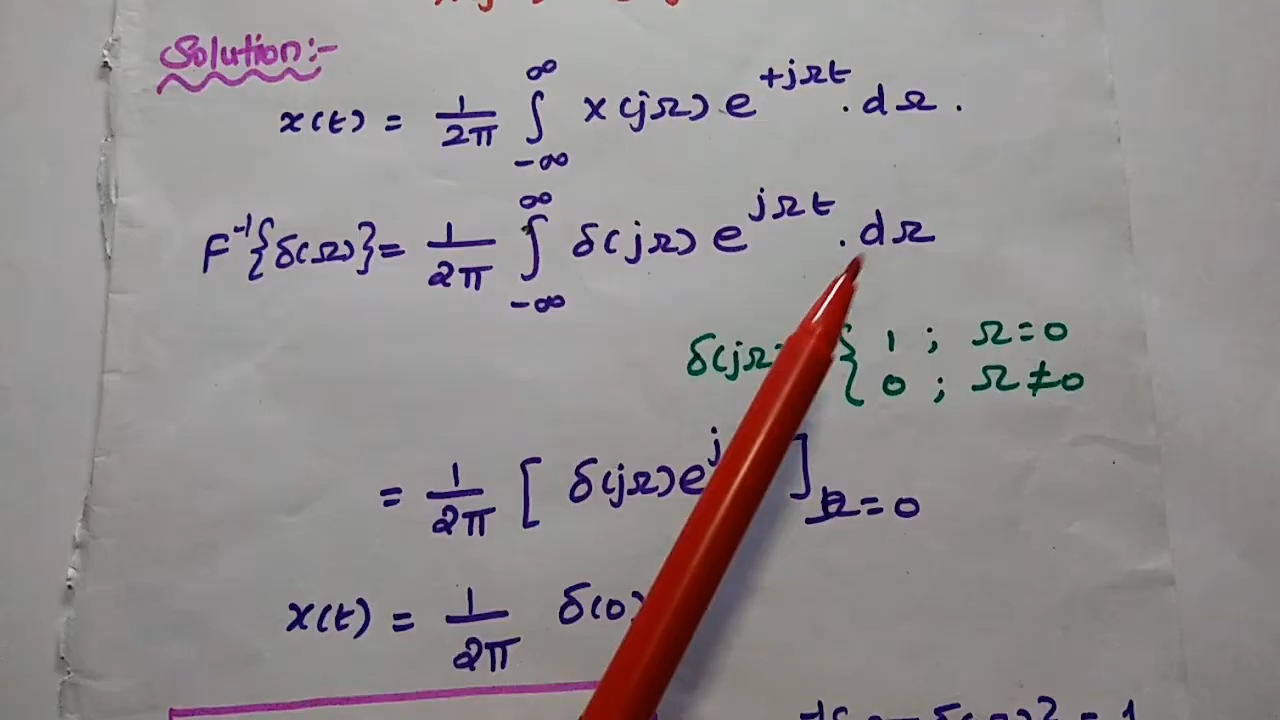 Solution:-
x(t) = 1/2π ∫_{-∞}^{∞} x(jΩ) e^{+jΩt} . dΩ .
F^{-1}{δ(Ω)} = 1/2π ∫_{-∞}^{∞} δ(jΩ) e^{jΩt} . dΩ
δ(jΩ { 1 ; Ω=0
0 ; Ω≠0
= 1/2π [ δ(jΩ) e^{j ]_{Ω=0}
x(t) = 1/2π δ(0)